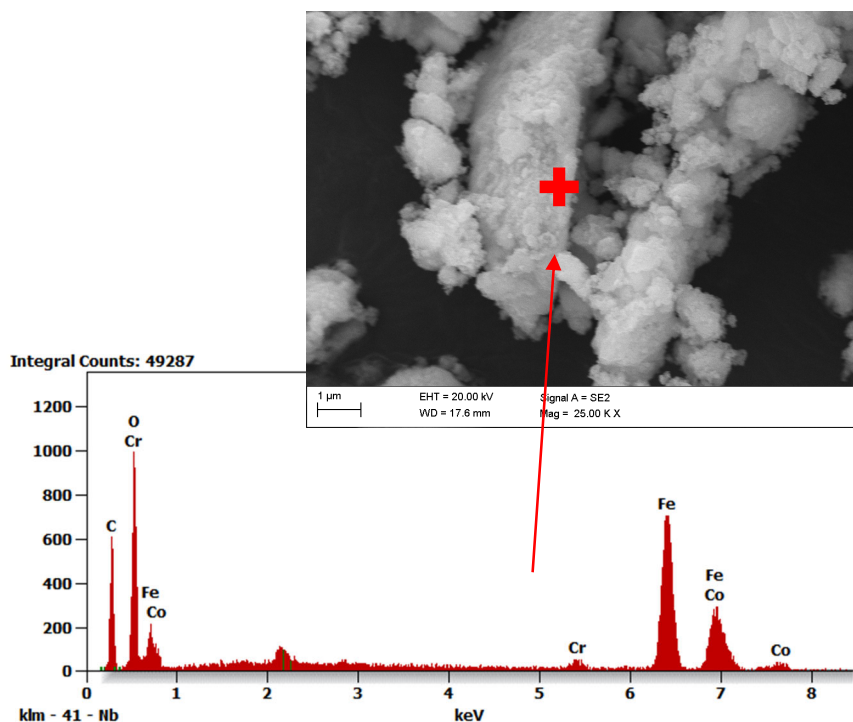 1 µm
EHT = 20.00 kV
Signal A = SE2
WD = 17.6 mm
Mag = 25.00 K X
Integral Counts: 49287
1200
1000
800
600
400
200
0
C
O
Cr
Fe
Co
Cr
Fe
Fe
Co
Co
0 1 2 3 4 5 6 7 8
klm - 41 - Nb
keV